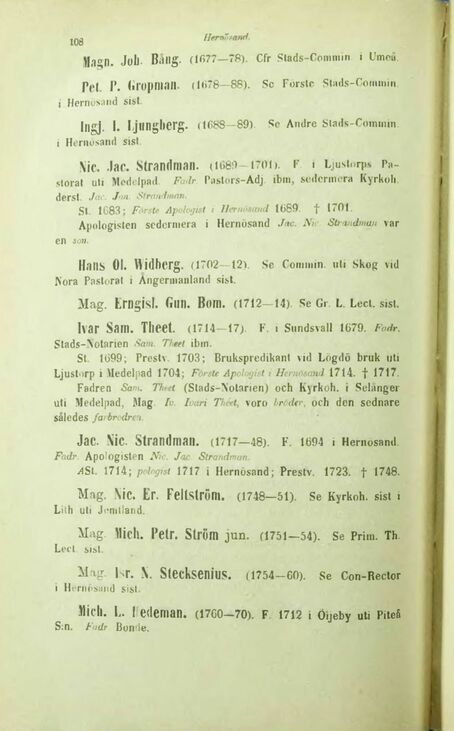 108
Hernösand.
Magn. Joh. Bång. (1677—78). Cfr Stads-Commin i Umeå.
Pet. P. Gropman. (1678—88). Se Förste Stads-Commin.
i Hernösand sist.
Ingj. I. Ljungberg. (1688—89). Se Andre Stads-Commin.
i Hernösand sist.
Nic. Jac. Strandman. (1689—1701). F. i Ljustorps Pa-
storat uti Medelpad. Fadr Pastors-Adj. ibm, sedermera Kyrkoh.
derst. Jac. Jon. Strandman.
St. 1683; Förste Apologist i Hernösand 1689. † 1701.
Apologisten sedermera i Hernösand Jac. Nic. Strandman var
en son.
Hans Ol. Widberg. (1702—12). Se Commin. uti Skog vid
Nora Pastorat i Ångermanland sist.
Mag. Erngisl. Gun. Bom. (1712—14). Se Gr. L. Lect. sist.
Ivar Sam. Theet. (1714—17). F. i Sundsvall 1679. Fadr.
Stads-Notarien Sam. Theet ibm.
St. 1699; Prestv. 1703; Brukspredikant vid Lögdö bruk uti
Ljustorp i Medelpad 1704; Förste Apologist i Hernösand 1714. † 1717.
Fadren Sam. Theet (Stads-Notarien) och Kyrkoh. i Selånger
uti Medelpad, Mag. Iv. Ivari Théet, voro bröder, och den sednare
således farbrodren.
Jac. Nic. Strandman. (1717—48). F. 1694 i Hernösand.
Fadr. Apologisten Nic. Jac. Strandman.
ASt. 1714; pologist 1717 i Hernösand; Prestv. 1723. † 1748.
Mag. Nic. Er. Feltström. (1748—51). Se Kyrkoh. sist i
Lith uti Jemtland.
Mag. Mich. Petr. Ström jun. (1751—54). Se Prim. Th.
Lect. sist.
Mag. Isr. N. Stecksenius. (1754—60). Se Con-Rector
i Hernösand sist.
Mich. L. Hedeman. (1760—70). F. 1712 i Öijeby uti Piteå
S:n. Fadr Bonde.